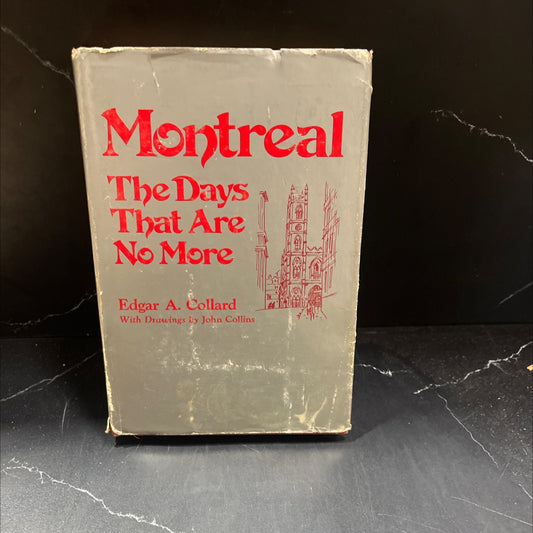 Montreal
The Days
That Are
No More
Edgar A. Collard
With Drawings by John Collins